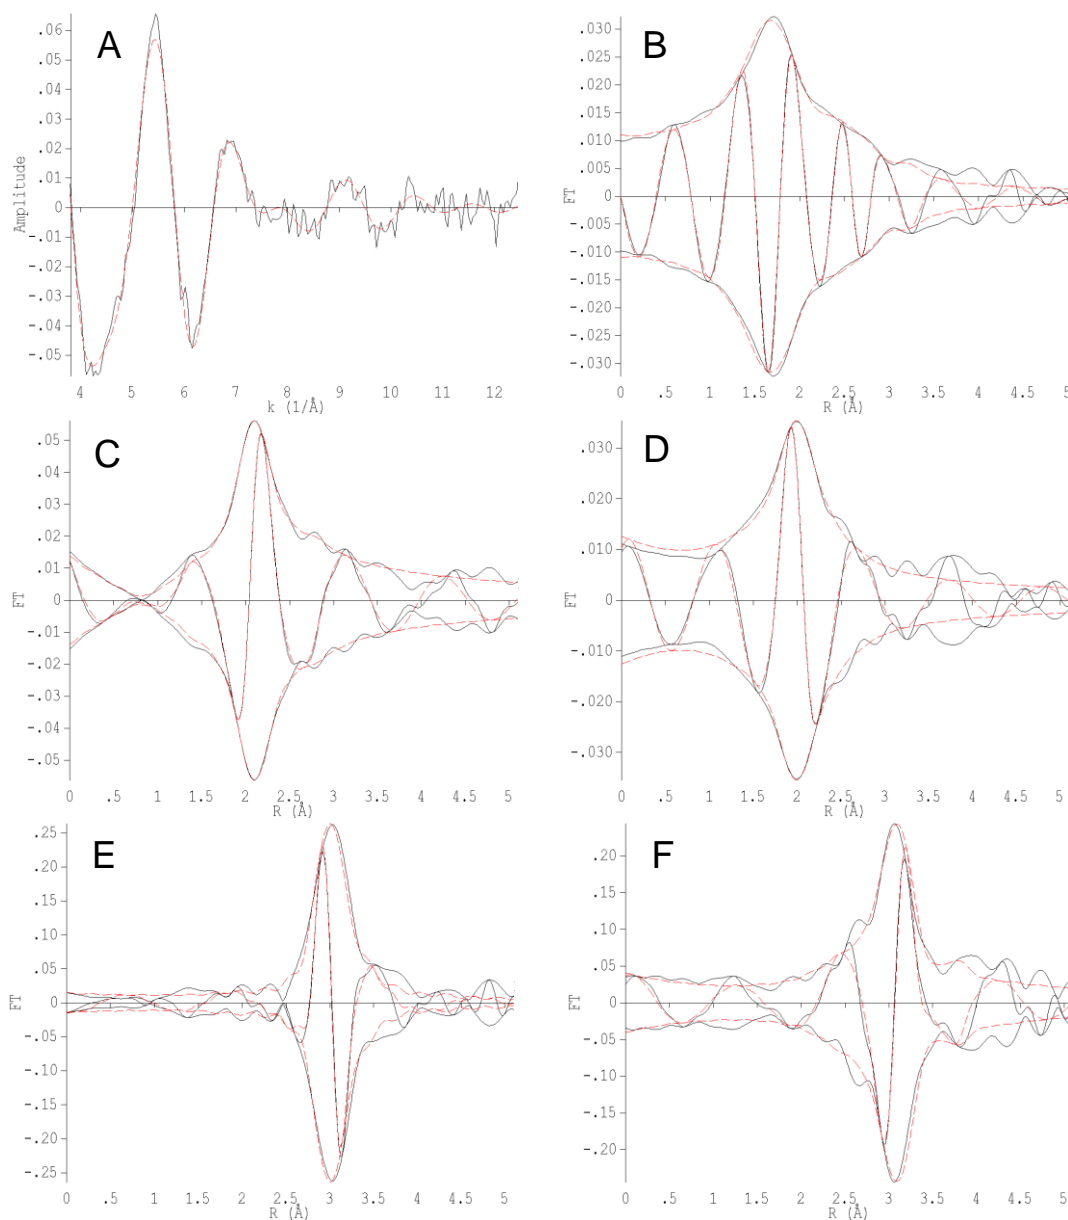 A
Amplitude
.06
.05
.04
.03
.02
.01
0
-.01
-.02
-.03
-.04
-.05
4 5 6 7 8 9 10 11 12
k (1/Å)
B
FT
.030
.025
.020
.015
.010
.005
0
-.005
-.010
-.015
-.020
-.025
-.030
0 .5 1 1.5 2 2.5 3 3.5 4 4.5 5
R (Å)
C
FT
.05
.04
.03
.02
.01
0
-.01
-.02
-.03
-.04
-.05
0 .5 1 1.5 2 2.5 3 3.5 4 4.5 5
R (Å)
D
FT
.030
.020
.010
0
-.010
-.020
-.030
0 .5 1 1.5 2 2.5 3 3.5 4 4.5 5
R (Å)
E
FT
.25
.20
.15
.10
.05
0
-.05
-.10
-.15
-.20
-.25
0 .5 1 1.5 2 2.5 3 3.5 4 4.5 5
R (Å)
F
FT
.20
.15
.10
.05
0
-.05
-.10
-.15
-.20
0 .5 1 1.5 2 2.5 3 3.5 4 4.5 5
R (Å)